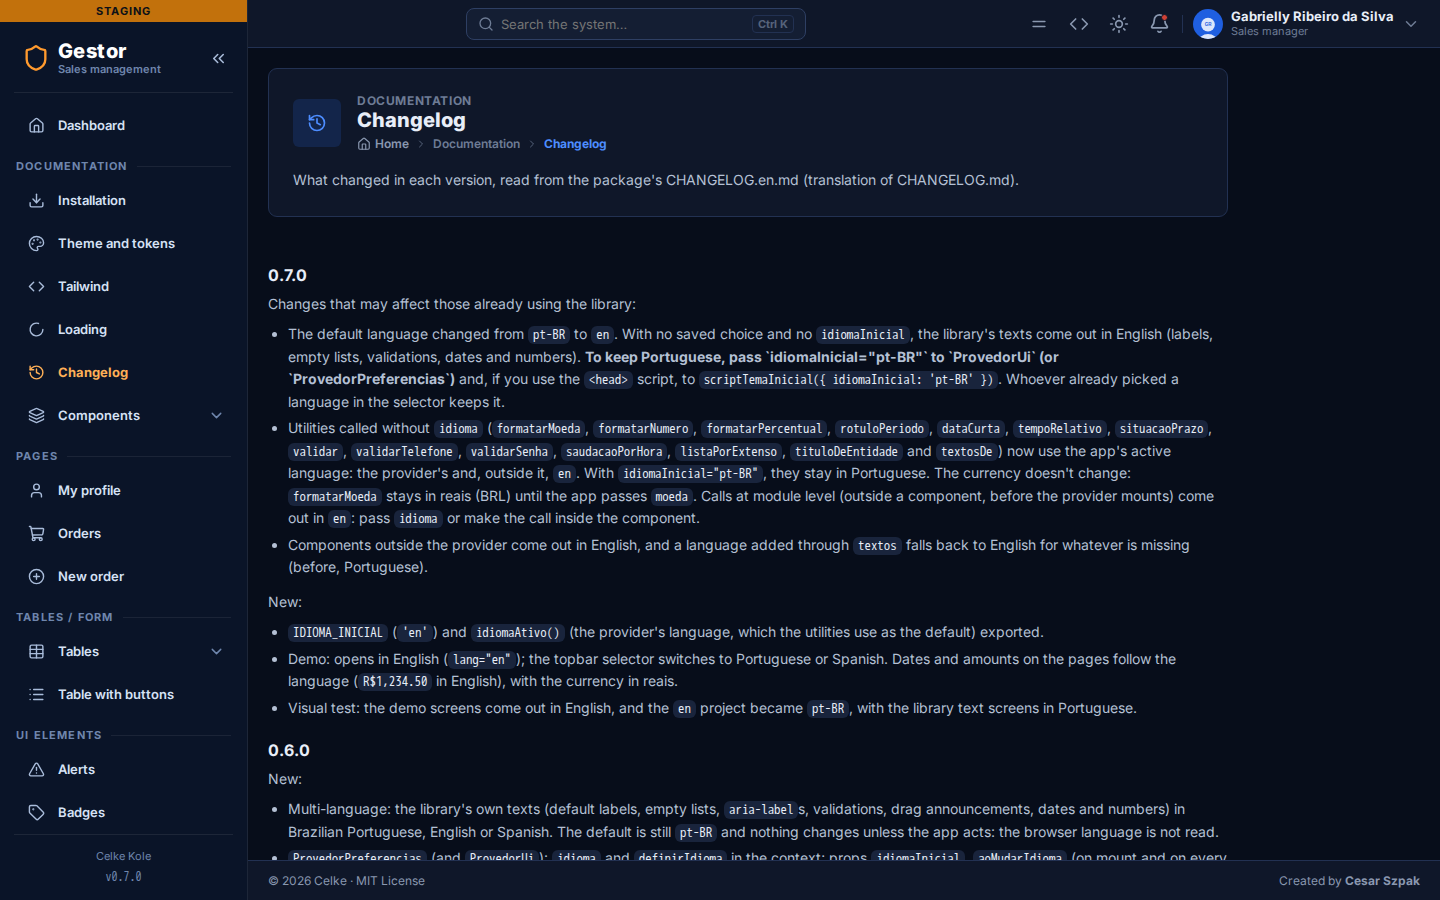 STAGING
Gestor
Sales management
Dashboard
DOCUMENTATION
Installation
Theme and tokens
Tailwind
Loading
Changelog
Components
PAGES
My profile
Orders
New order
TABLES / FORM
Tables
Table with buttons
UI ELEMENTS
Alerts
Badges
Celke Kole
v0.7.0
Search the system...
Ctrl K
GR
Gabrielly Ribeiro da Silva
Sales manager
DOCUMENTATION
Changelog
Home > Documentation > Changelog
What changed in each version, read from the package's CHANGELOG.en.md (translation of CHANGELOG.md).
0.7.0
Changes that may affect those already using the library:
• The default language changed from pt-BR to en. With no saved choice and no idiomaInicial, the library's texts come out in English (labels,
empty lists, validations, dates and numbers). To keep Portuguese, pass `idiomaInicial="pt-BR"` to `ProvedorUi` (or
`ProvedorPreferencias`) and, if you use the <head> script, to scriptTemaInicial({ idiomaInicial: 'pt-BR' }). Whoever already picked a
language in the selector keeps it.
• Utilities called without idioma (formatarMoeda, formatarNumero, formatarPercentual, rotuloPeriodo, dataCurta, tempoRelativo, situacaoPrazo,
validar, validarTelefone, validarSenha, saudacaoPorHora, listaPorExtenso, tituloDeEntidade and textosDe) now use the app's active
language: the provider's and, outside it, en. With idiomaInicial="pt-BR", they stay in Portuguese. The currency doesn't change:
formatarMoeda stays in reais (BRL) until the app passes moeda. Calls at module level (outside a component, before the provider mounts) come
out in en: pass idioma or make the call inside the component.
• Components outside the provider come out in English, and a language added through textos falls back to English for whatever is missing
(before, Portuguese).
New:
• IDIOMA_INICIAL ('en') and idiomaAtivo() (the provider's language, which the utilities use as the default) exported.
• Demo: opens in English (lang="en"); the topbar selector switches to Portuguese or Spanish. Dates and amounts on the pages follow the
language (R$1,234.50 in English), with the currency in reais.
• Visual test: the demo screens come out in English, and the en project became pt-BR, with the library text screens in Portuguese.
0.6.0
New:
• Multi-language: the library's own texts (default labels, empty lists, aria-labels, validations, drag announcements, dates and numbers) in
Brazilian Portuguese, English or Spanish. The default is still pt-BR and nothing changes unless the app acts: the browser language is not read.
• ProvedorPreferencias (and ProvedorUi): idioma and definirIdioma in the context; props idiomaInicial, aoMudarIdioma (on mount and on every
© 2026 Celke · MIT License
Created by Cesar Szpak